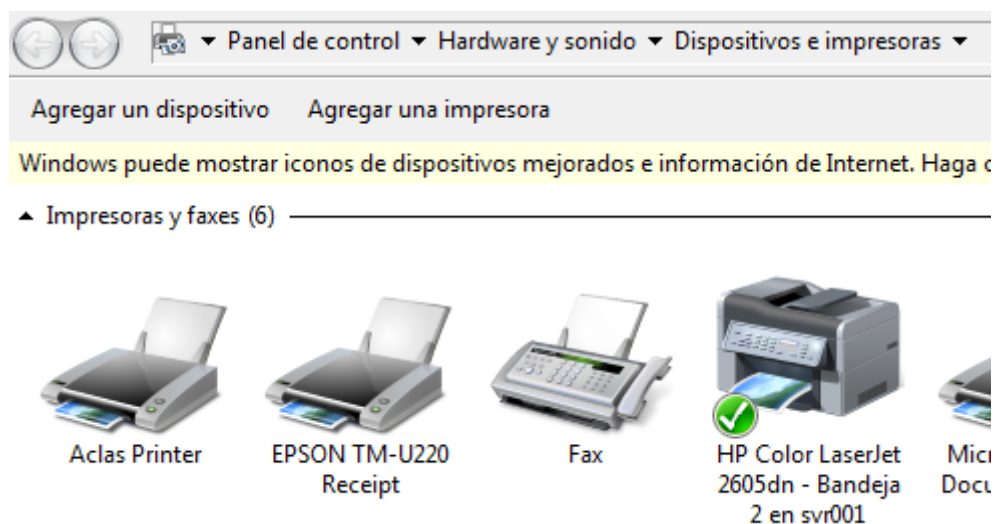 Panel de control Hardware y sonido Dispositivos e impresoras
Agregar un dispositivo Agregar una impresora
Windows puede mostrar iconos de dispositivos mejorados e información de Internet. Haga
Impresoras y faxes (6)
Aclas Printer EPSON TM-U220 Fax HP Color LaserJet Micr
Receipt 2605dn - Bandeja Docu
2 en svr001